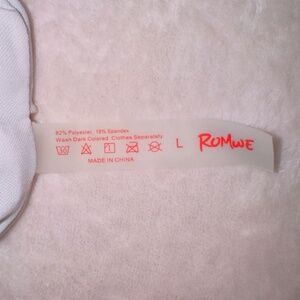 82% Polyester, 18% Spandex
Wash Dark Colored Clothes Separately
L
ROMWE
MADE IN CHINA